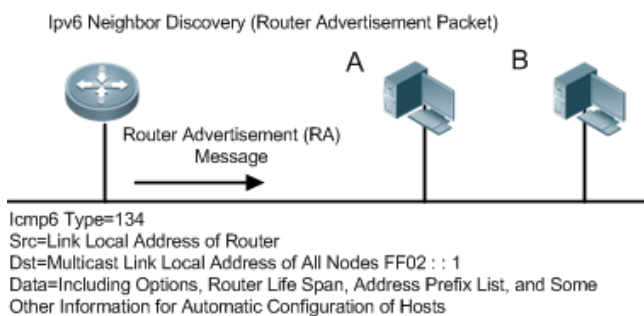 Ipv6 Neighbor Discovery (Router Advertisement Packet)
A
B
Router Advertisement (RA)
Message
Icmp6 Type=134
Src=Link Local Address of Router
Dst=Multicast Link Local Address of All Nodes FF02 : : 1
Data=Including Options, Router Life Span, Address Prefix List, and Some
Other Information for Automatic Configuration of Hosts